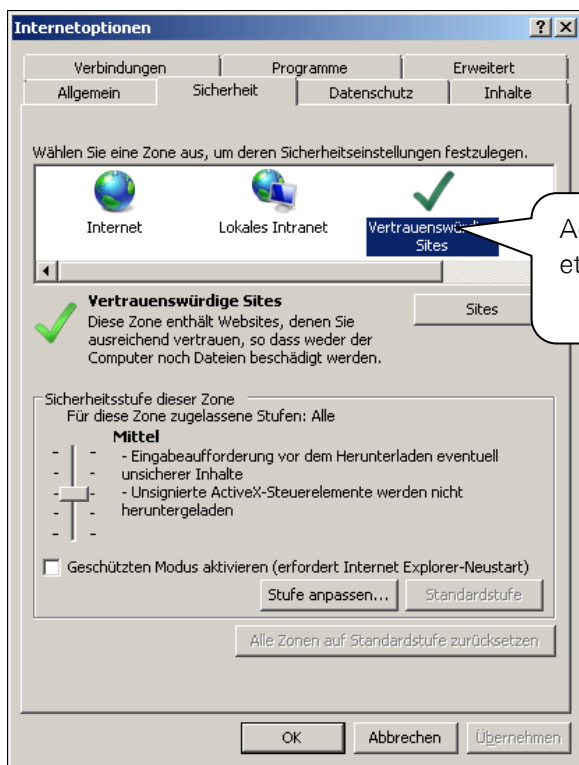 Internetoptionen
Verbindungen Programme Erweitert
Allgemein Sicherheit Datenschutz Inhalte
Wählen Sie eine Zone aus, um deren Sicherheitseinstellungen festzulegen.
Internet Lokales Intranet
Sites
Vertrauenswürdige Sites
Diese Zone enthält Websites, denen Sie
ausreichend vertrauen, so dass weder der
Computer noch Dateien beschädigt werden.
Sites
Sicherheitsstufe dieser Zone
Für diese Zone zugelassene Stufen: Alle
Mittel
- Eingabeaufforderung vor dem Herunterladen eventuell
unsicherer Inhalte
- Unsignierte ActiveX-Steuerelemente werden nicht
heruntergeladen
Geschützten Modus aktivieren (erfordert Internet Explorer-Neustart)
Stufe anpassen... Standardstufe
Alle Zonen auf Standardstufe zurücksetzen
OK Abbrechen Übernehmen